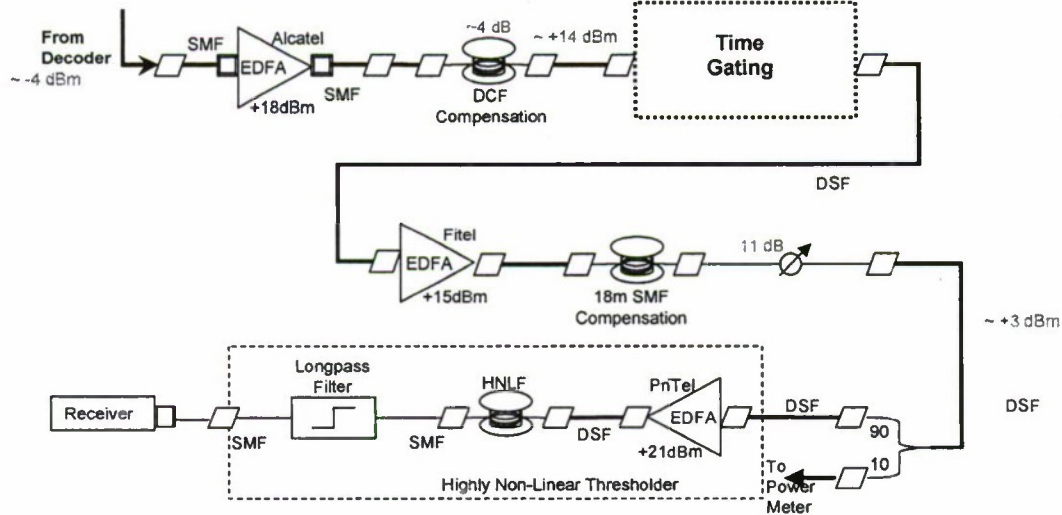 From
Decoder
~ -4 dBm
SMF
Alcatel
EDFA
+18dBm
SMF
~4 dB
DCF
Compensation
~ +14 dBm
Time
Gating
DSF
Fitel
EDFA
+15dBm
18m SMF
Compensation
11 dB
~ +3 dBm
DSF
Receiver
SMF
Longpass
Filter
SMF
HNLF
DSF
PnTel
EDFA
+21dBm
DSF
90
10
To
Power
Meter
Highly Non-Linear Thresholder